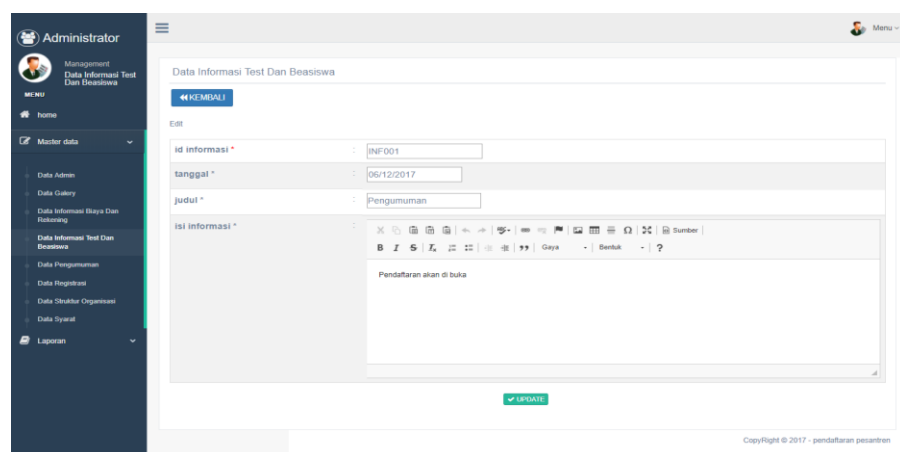 Administrator
Menu
Management
Data Informasi Test
Dan Beasiswa
MENU
home
Master data
Data Admin
Data Galery
Data Informasi Biaya Dan
Rekening
Data Informasi Test Dan
Beasiswa
Data Pengumuman
Data Registrasi
Data Struktur Organisasi
Data Syarat
Laporan
Data Informasi Test Dan Beasiswa
KEMBALI
Edit
id informasi * : INF001
tanggal * : 06/12/2017
judul * : Pengumuman
isi informasi * :
Sumber
B I S Ix Gaya Bentuk ?
Pendaftaran akan di buka
UPDATE
CopyRight © 2017 - pendaftaran pesantren